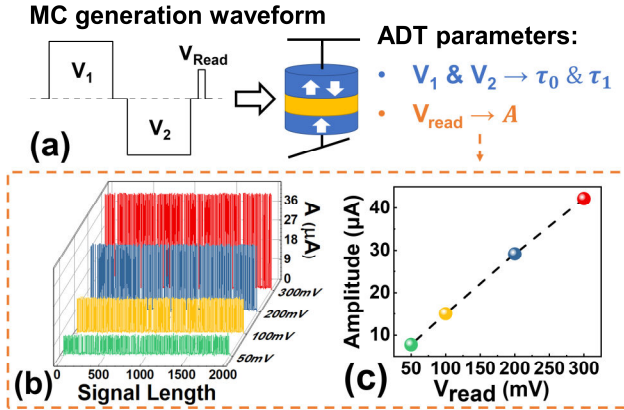 MC generation waveform
V1
VRead
V2
(a)
ADT parameters:
• V1 & V2 → τ0 & τ1
• Vread → A
A (μA)
36
27
18
9
0
300mV
200mV
100mV
50mV
0 500 1000 1500 2000
Signal Length
(b)
Amplitude (μA)
40
30
20
10
50 100 150 200 250 300
Vread (mV)
(c)